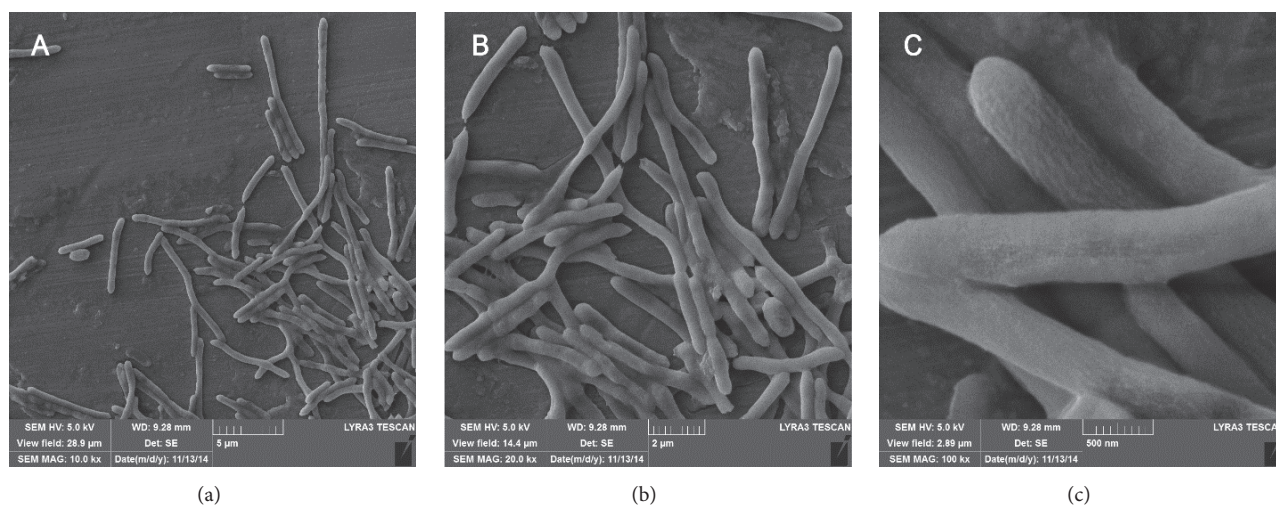 A
B
C
SEM HV: 5.0 kV WD: 9.28 mm LYRA3 TESCAN
View field: 28.9 µm Det: SE 5 µm
SEM MAG: 10.0 kx Date(m/d/y): 11/13/14
SEM HV: 5.0 kV WD: 9.28 mm LYRA3 TESCAN
View field: 14.4 µm Det: SE 2 µm
SEM MAG: 20.0 kx Date(m/d/y): 11/13/14
SEM HV: 5.0 kV WD: 9.28 mm LYRA3 TESCA
View field: 2.89 µm Det: SE 500 nm
SEM MAG: 100 kx Date(m/d/y): 11/13/14
(a)
(b)
(c)